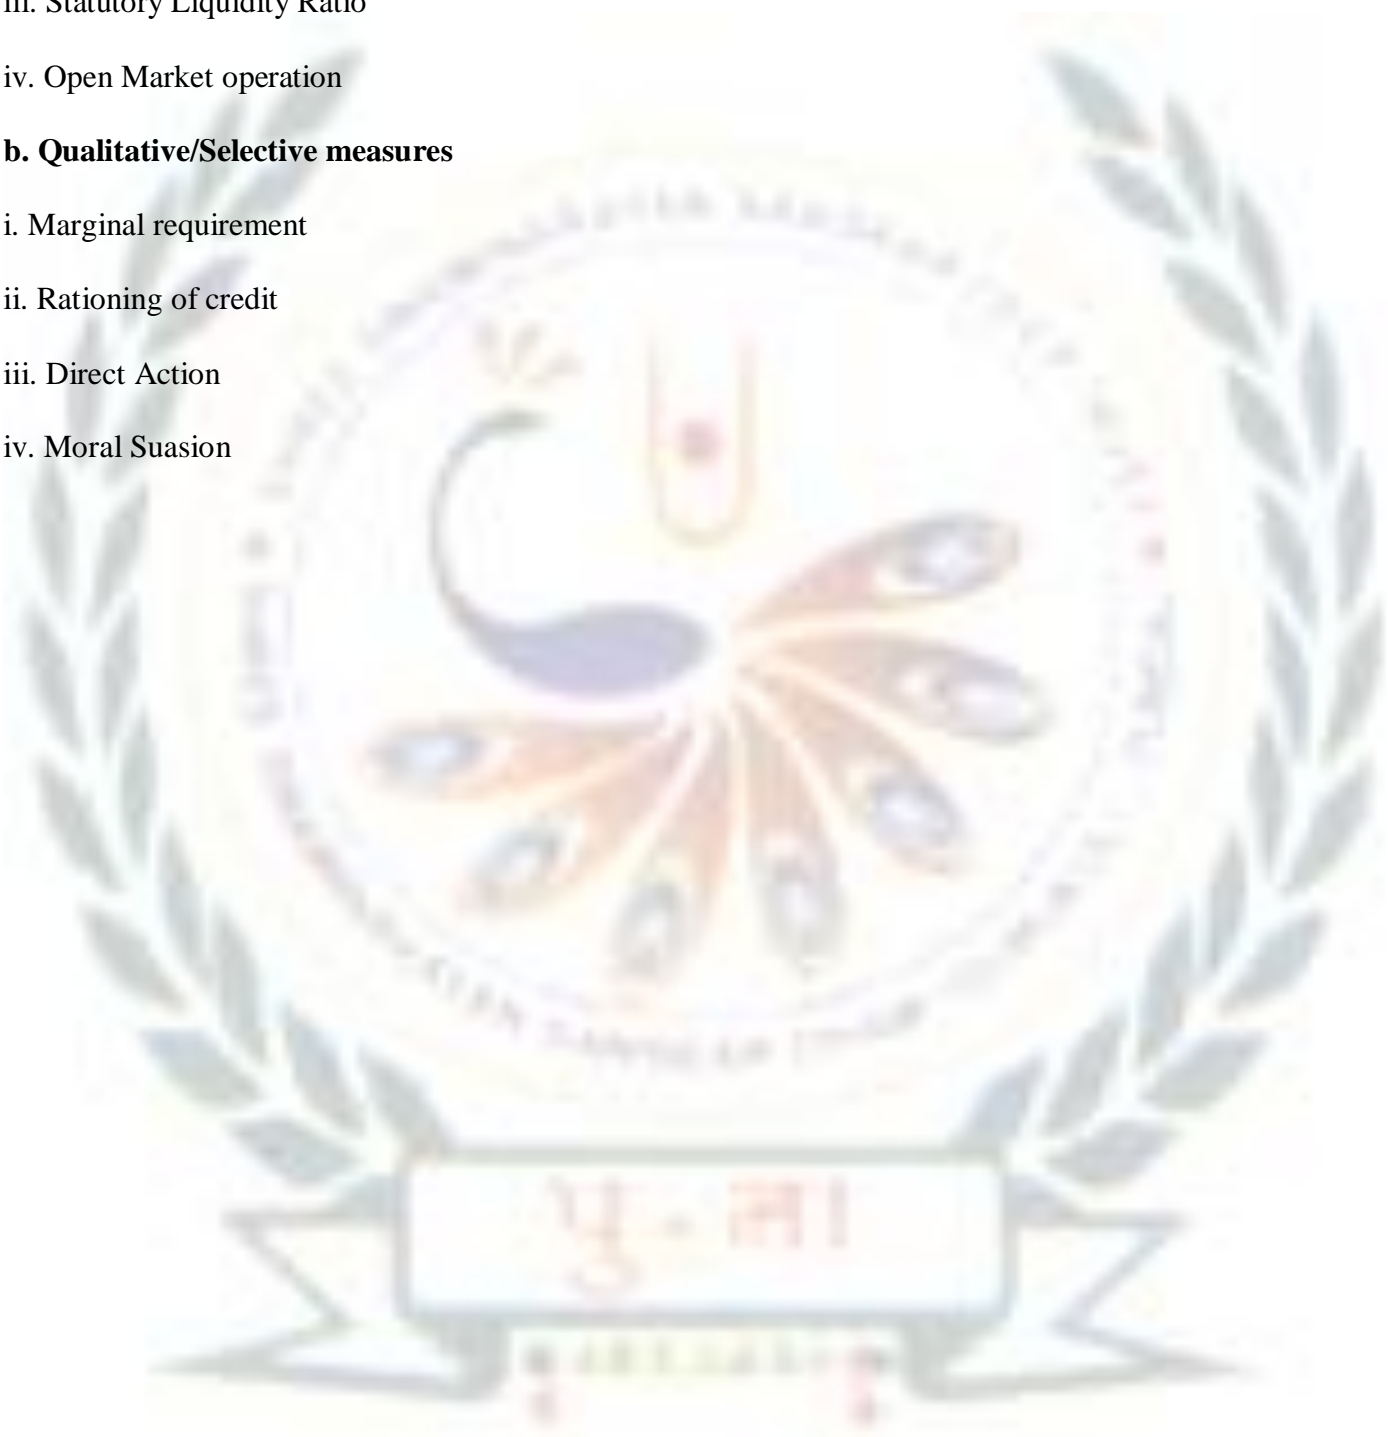 iii. Statutory Liquidity Ratio
iv. Open Market operation
b. Qualitative/Selective measures
i. Marginal requirement
ii. Rationing of credit
iii. Direct Action
iv. Moral Suasion